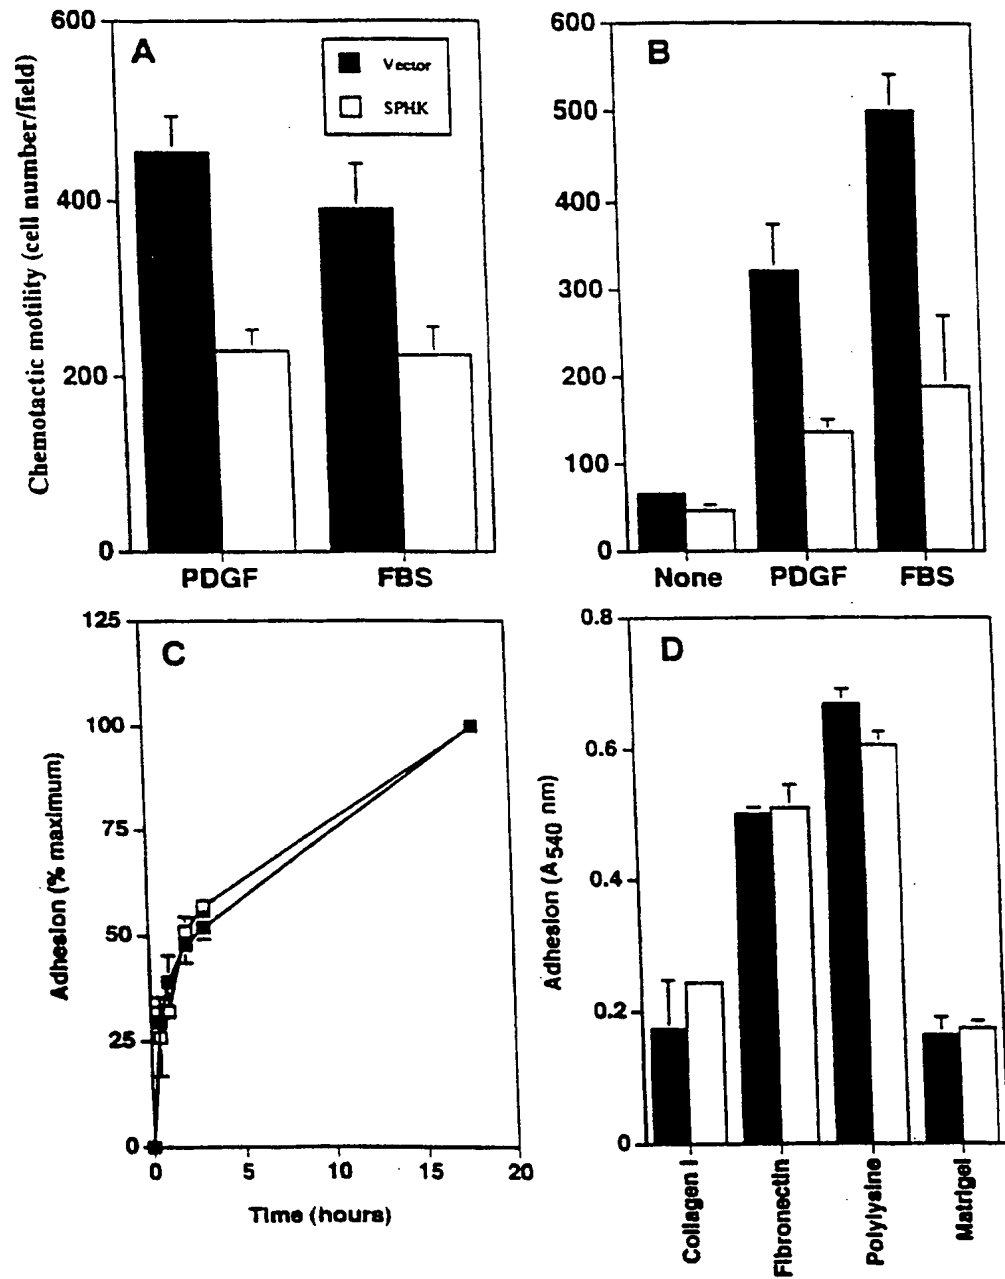 A
Vector
SPHK
Chemotactic motility (cell number/field)
600
400
200
0
PDGF
FBS
B
600
500
400
300
200
100
0
None
PDGF
FBS
C
Adhesion (% maximum)
125
100
75
50
25
0
0
5
10
15
20
Time (hours)
D
Adhesion (A540 nm)
0.8
0.6
0.4
0.2
0
Collagen I
Fibronectin
Polylysine
Matrigel